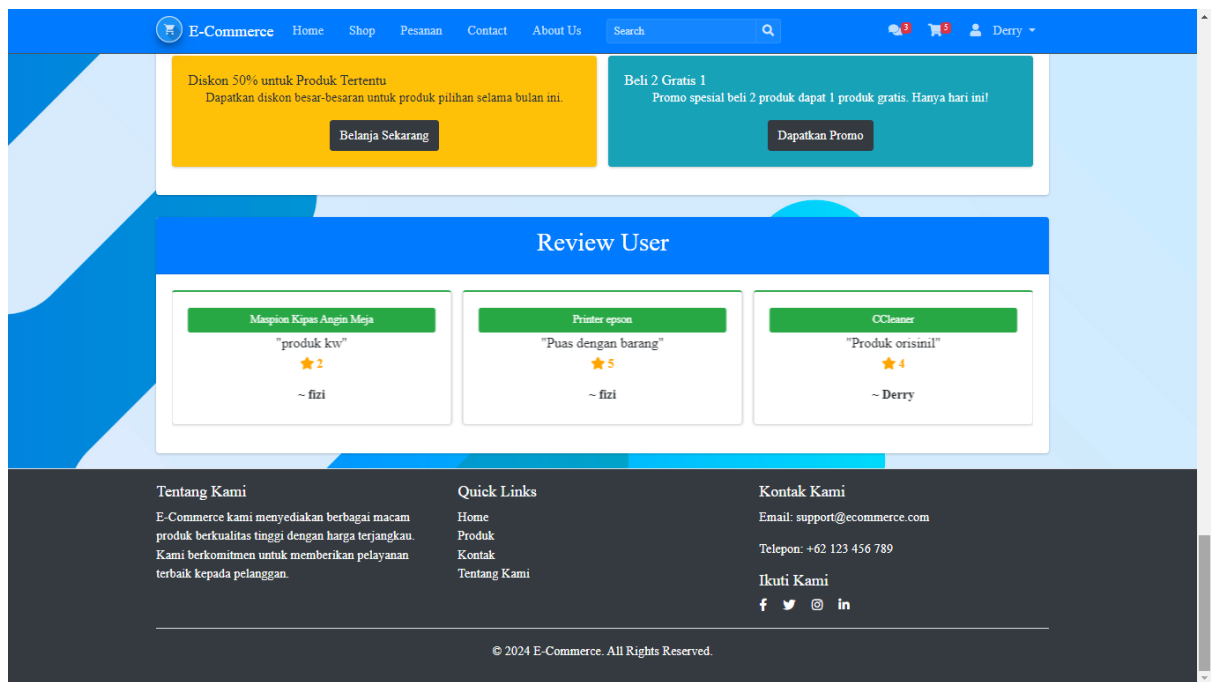 E-Commerce Home Shop Pesanan Contact About Us Search 3 5 Derry
Diskon 50% untuk Produk Tertentu
Dapatkan diskon besar-besaran untuk produk pilihan selama bulan ini.
Belanja Sekarang
Beli 2 Gratis 1
Promo spesial beli 2 produk dapat 1 produk gratis. Hanya hari ini!
Dapatkan Promo
Review User
Maspion Kipas Angin Meja
"produk kw"
2
~ fizi
Printer epson
"Puas dengan barang"
5
~ fizi
CCleaner
"Produk orisinil"
4
~ Derry
Tentang Kami
E-Commerce kami menyediakan berbagai macam
produk berkualitas tinggi dengan harga terjangkau.
Kami berkomitmen untuk memberikan pelayanan
terbaik kepada pelanggan.
Quick Links
Home
Produk
Kontak
Tentang Kami
Kontak Kami
Email: support@ecommerce.com
Telepon: +62 123 456 789
Ikuti Kami
© 2024 E-Commerce. All Rights Reserved.